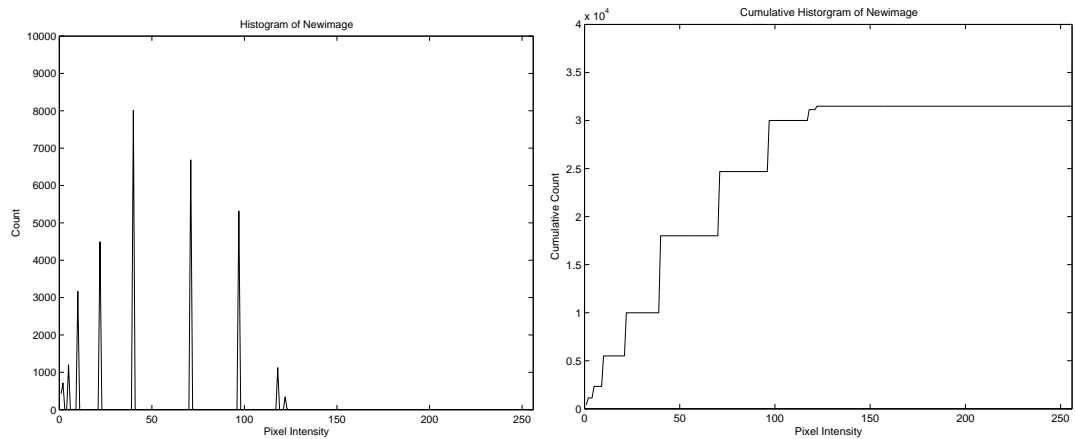 Histogram of Newimage
10000
9000
8000
7000
6000
5000
4000
3000
2000
1000
0
Count
0 50 100 150 200 250
Pixel Intensity
Cumulative Historgram of Newimage
x 10^4
4
3.5
3
2.5
2
1.5
1
0.5
0
Cumulative Count
0 50 100 150 200 250
Pixel Intensity